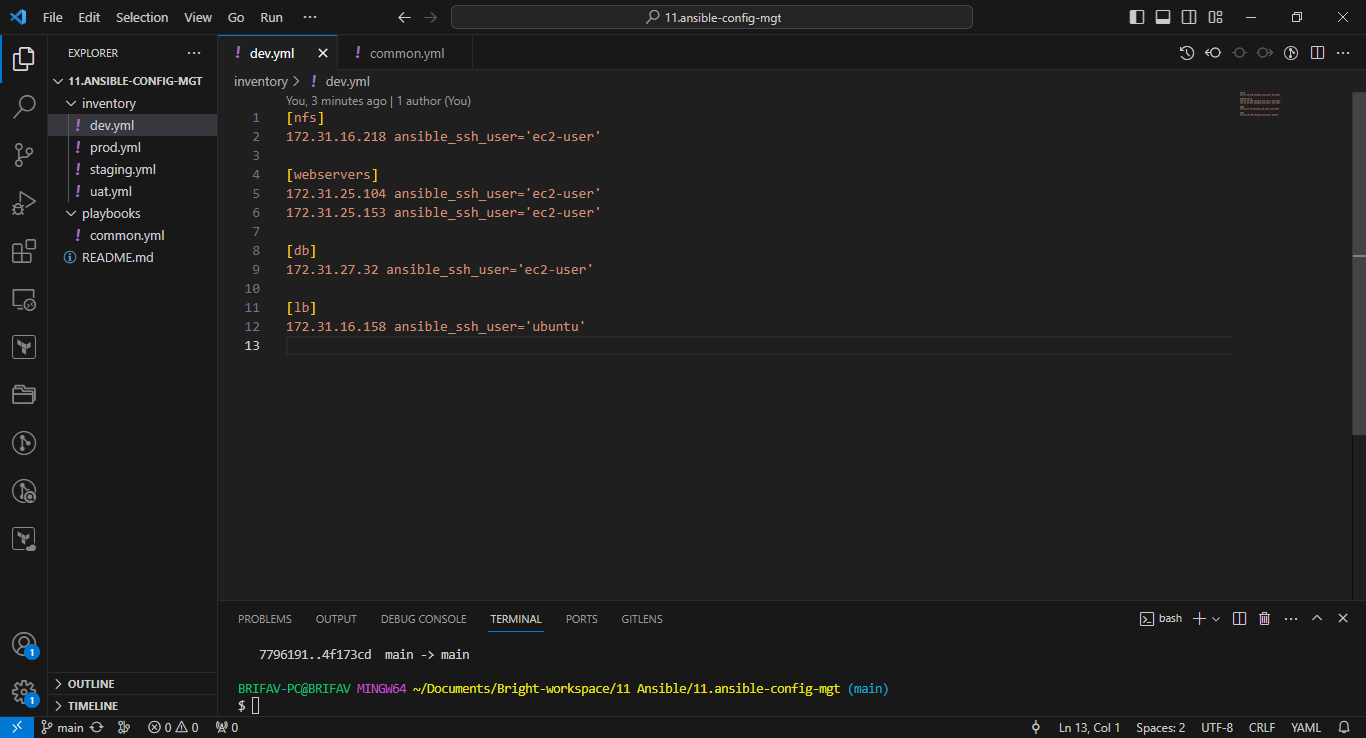 File Edit Selection View Go Run ···
11.ansible-config-mgt
EXPLORER ···
11.ANSIBLE-CONFIG-MGT
inventory
! dev.yml
! prod.yml
! staging.yml
! uat.yml
playbooks
! common.yml
README.md
OUTLINE
TIMELINE
! dev.yml
! common.yml
inventory > ! dev.yml
You, 3 minutes ago | 1 author (You)
1 [nfs]
2 172.31.16.218 ansible_ssh_user='ec2-user'
3
4 [webservers]
5 172.31.25.104 ansible_ssh_user='ec2-user'
6 172.31.25.153 ansible_ssh_user='ec2-user'
7
8 [db]
9 172.31.27.32 ansible_ssh_user='ec2-user'
10
11 [lb]
12 172.31.16.158 ansible_ssh_user='ubuntu'
13
PROBLEMS OUTPUT DEBUG CONSOLE TERMINAL PORTS GITLENS
bash
7796191..4f173cd  main -> main
BRIFAV-PC@BRIFAV MINGW64 ~/Documents/Bright-workspace/11 Ansible/11.ansible-config-mgt (main)
$
1
1
main 0 0 0 Ln 13, Col 1 Spaces: 2 UTF-8 CRLF YAML